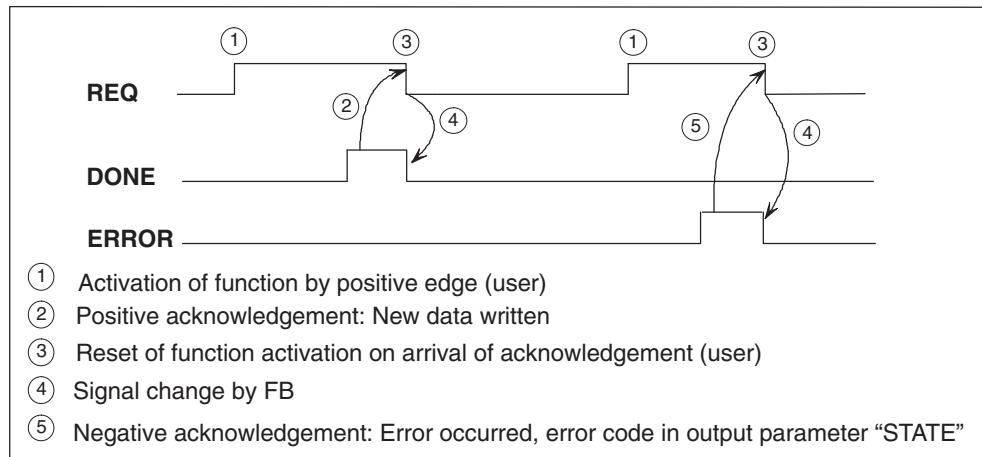 1 3 1 3
REQ
2 4 5 4
DONE
ERROR
1 Activation of function by positive edge (user)
2 Positive acknowledgement: New data written
3 Reset of function activation on arrival of acknowledgement (user)
4 Signal change by FB
5 Negative acknowledgement: Error occurred, error code in output parameter “STATE”